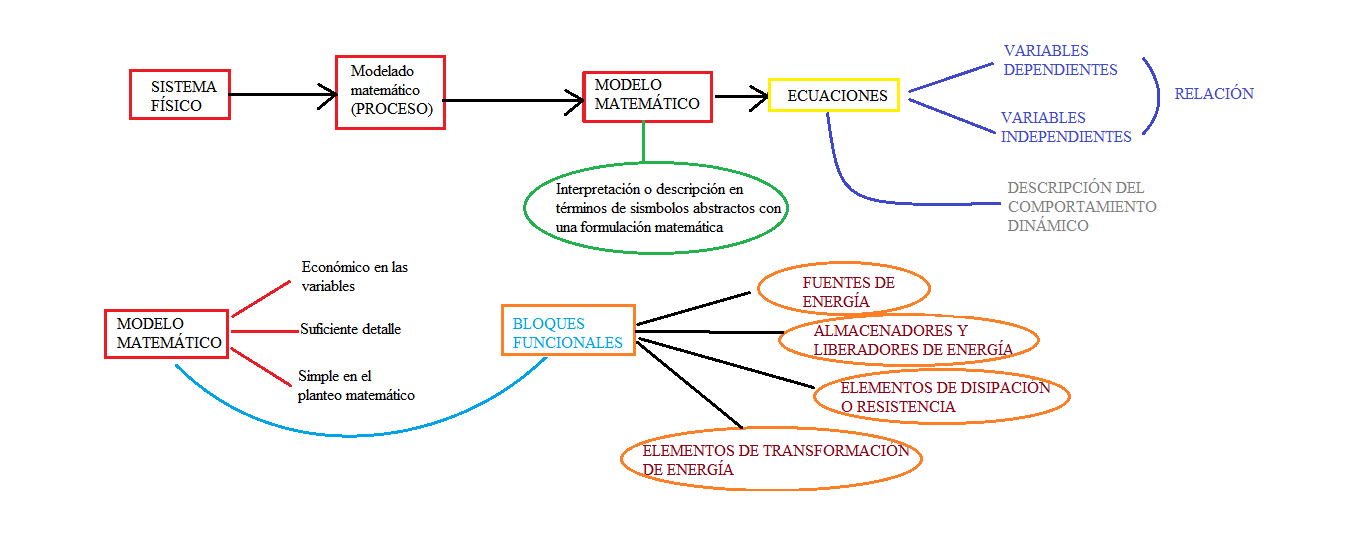 SISTEMA
FÍSICO
Modelado
matemático
(PROCESO)
MODELO
MATEMÁTICO
ECUACIONES
VARIABLES
DEPENDIENTES
VARIABLES
INDEPENDIENTES
RELACIÓN
DESCRIPCIÓN DEL
COMPORTAMIENTO
DINÁMICO
Interpretación o descripción en
términos de sismbolos abstractos con
una formulación matemática
MODELO
MATEMÁTICO
Económico en las
variables
Suficiente detalle
Simple en el
planteo matemático
BLOQUES
FUNCIONALES
FUENTES DE
ENERGÍA
ALMACENADORES Y
LIBERADORES DE ENERGÍA
ELEMENTOS DE DISIPACIÓN
O RESISTENCIA
ELEMENTOS DE TRANSFORMACIÓN
DE ENERGÍA